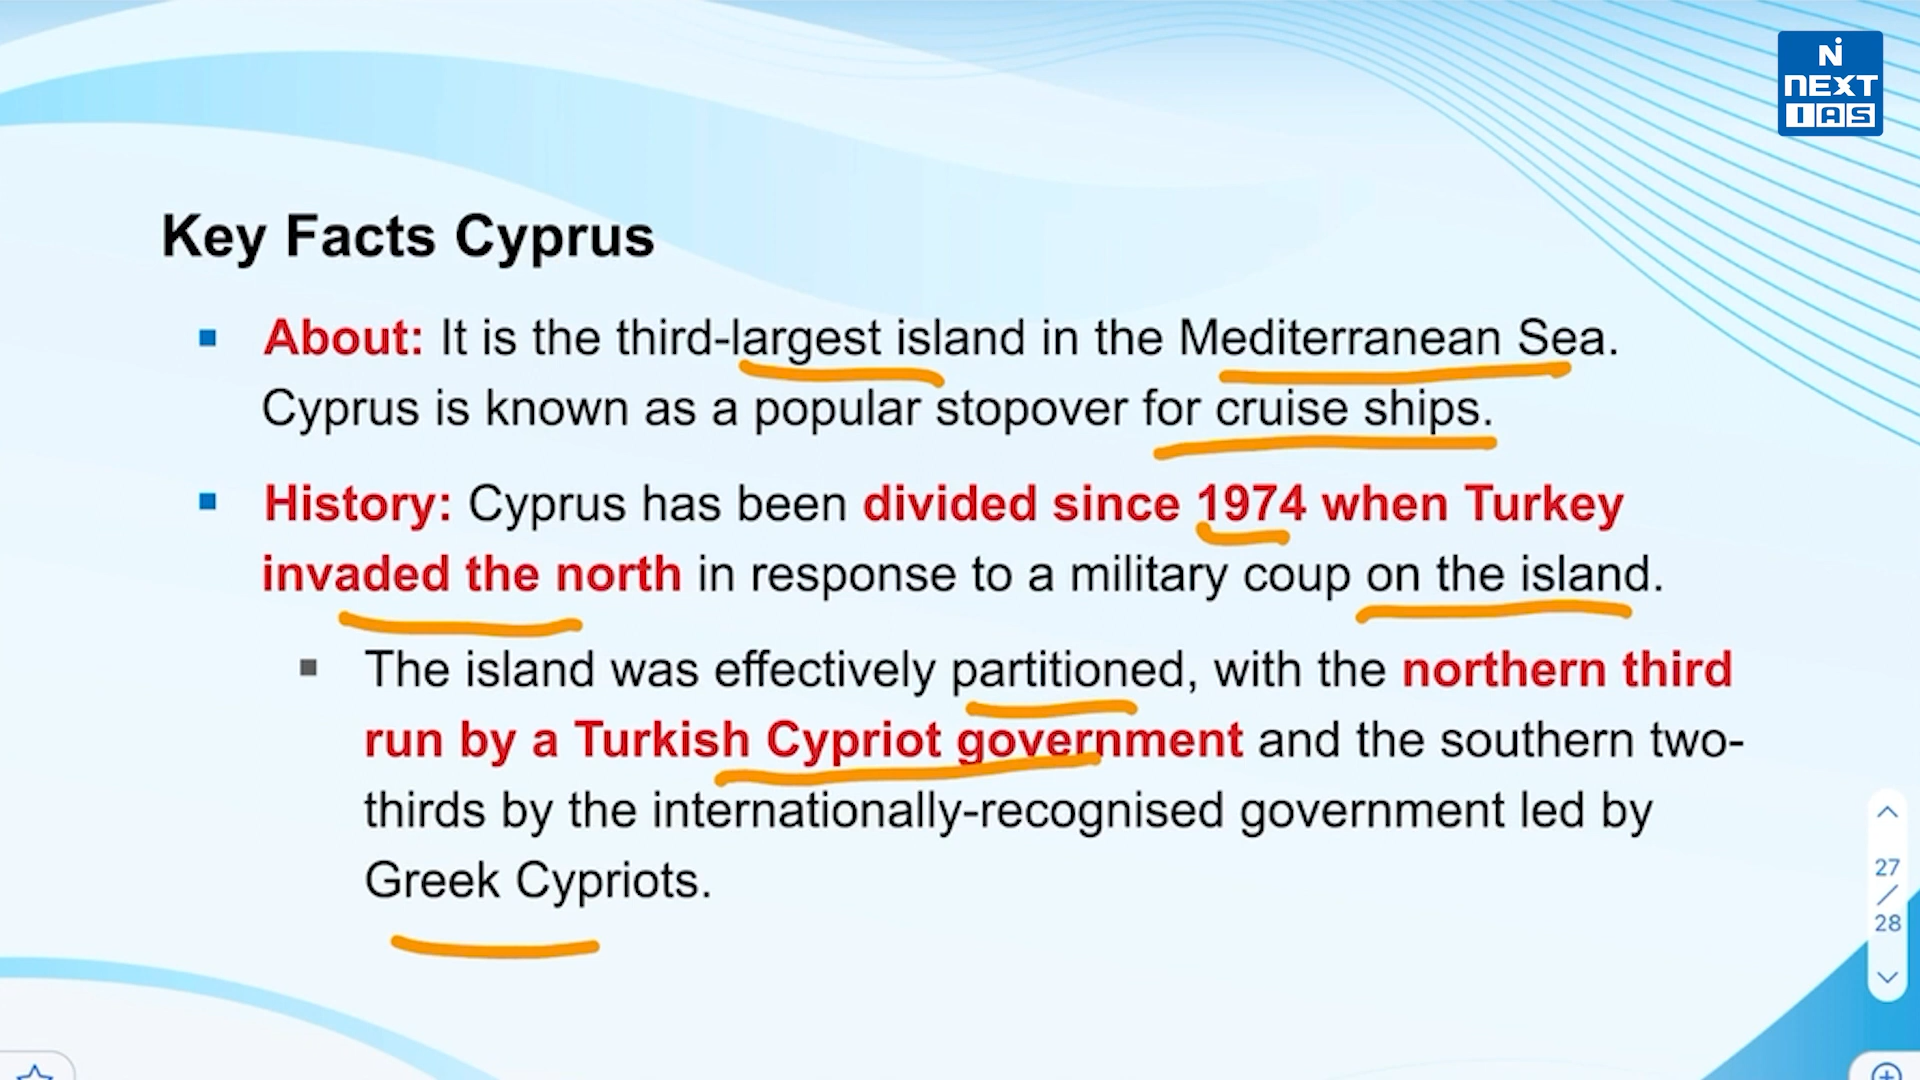 N
NEXT
IAS
Key Facts Cyprus
About: It is the third-largest island in the Mediterranean Sea.
Cyprus is known as a popular stopover for cruise ships.
History: Cyprus has been divided since 1974 when Turkey
invaded the north in response to a military coup on the island.
The island was effectively partitioned, with the northern third
run by a Turkish Cypriot government and the southern two-
thirds by the internationally-recognised government led by
Greek Cypriots.
27
/
28